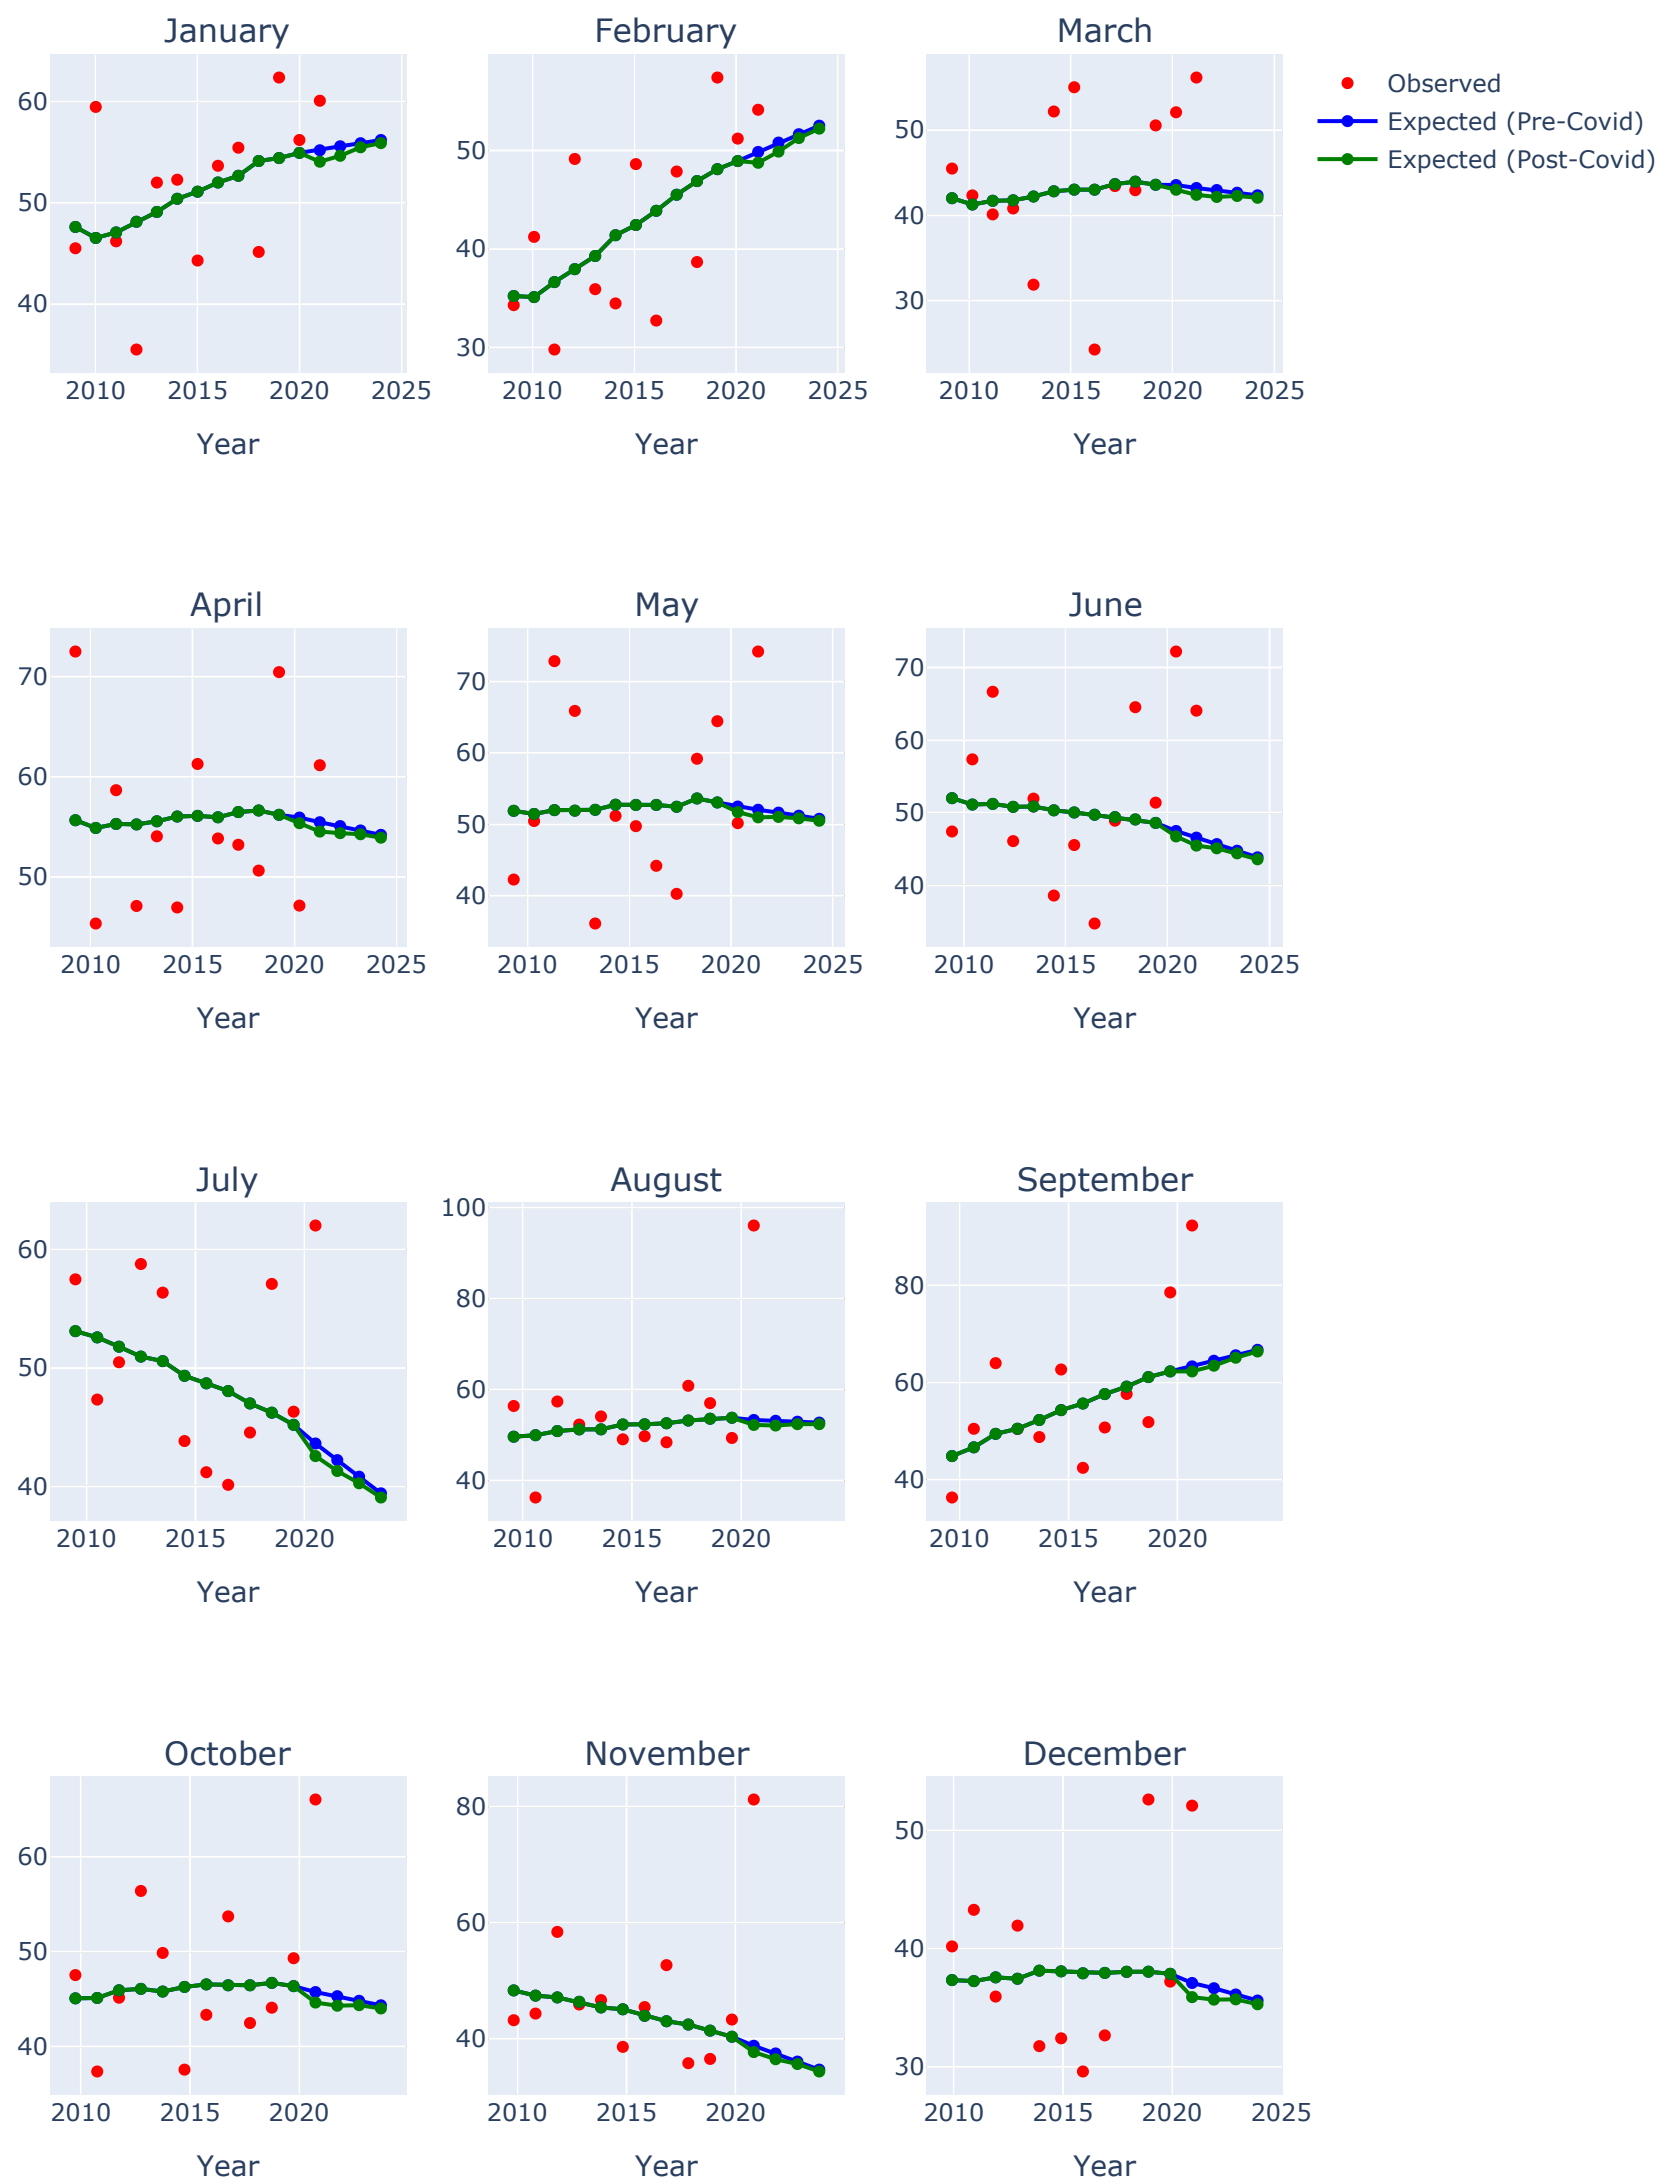 January February March
60
50
40
2010 2015 2020 2025
Year
50
40
30
2010 2015 2020 2025
Year
50
40
30
2010 2015 2020 2025
Year
Observed
Expected (Pre-Covid)
Expected (Post-Covid)
April May June
70
60
50
2010 2015 2020 2025
Year
70
60
50
40
2010 2015 2020 2025
Year
70
60
50
40
2010 2015 2020 2025
Year
July August September
60
50
40
2010 2015 2020
Year
100
80
60
40
2010 2015 2020
Year
80
60
40
2010 2015 2020
Year
October November December
60
50
40
2010 2015 2020
Year
80
60
40
2010 2015 2020
Year
50
40
30
2010 2015 2020 2025
Year